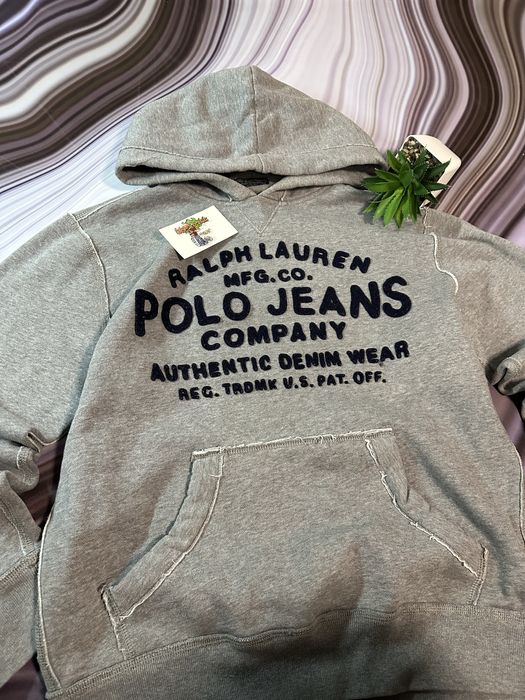 RALPH LAUREN
MFG.CO.
POLO JEANS
COMPANY
AUTHENTIC DENIM WEAR
REG. TRDMK U.S. PAT. OFF.